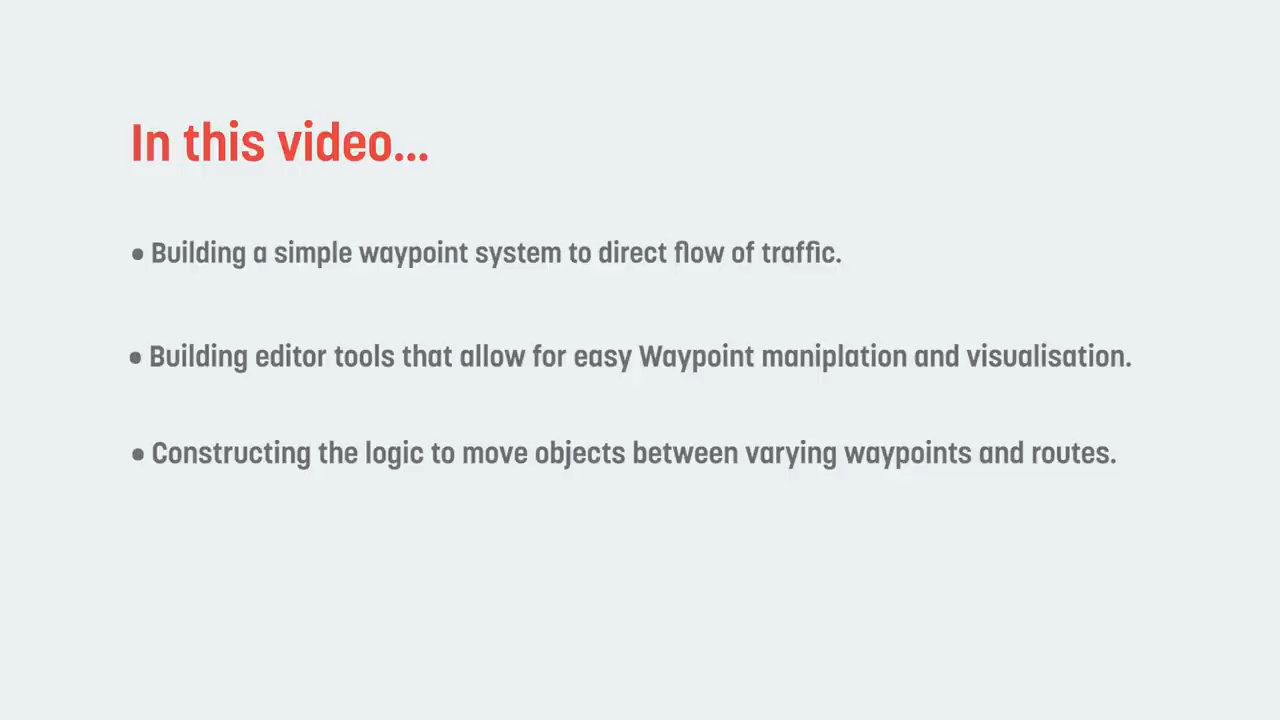 In this video...
• Building a simple waypoint system to direct flow of traffic.
• Building editor tools that allow for easy Waypoint maniplation and visualisation.
• Constructing the logic to move objects between varying waypoints and routes.